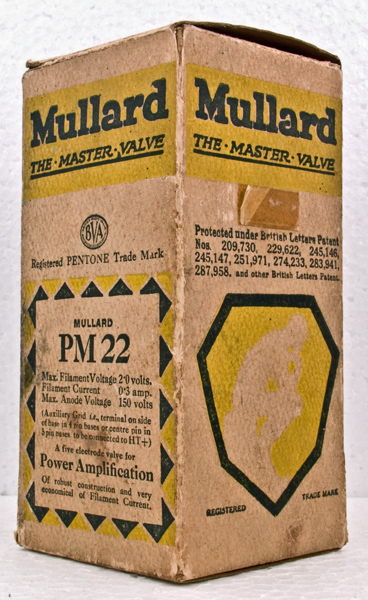 Mullard
THE · MASTER · VALVE
BVA
Registered PENTONE Trade Mark
MULLARD
PM 22
Max. Filament Voltage 2·0 volts.
Filament Current 0·3 amp.
Max. Anode Voltage 150 volts
(Auxiliary Grid i.e., terminal on side
of base in 4 pin bases or centre pin in
5 pin bases to be connected to HT+)
A five electrode valve for
Power Amplification
Of robust construction and very
economical of Filament Current.
Mullard
THE · MASTER · VALVE
Protected under British Letters Patent
Nos. 209,730, 229,622, 245,146,
245,147, 251,971, 274,233, 283,941,
287,958, and other British Letters Patent.
REGISTERED TRADE MARK